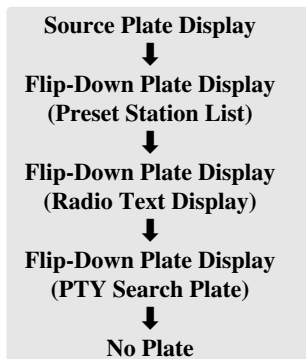 Source Plate Display
Flip-Down Plate Display
(Preset Station List)
Flip-Down Plate Display
(Radio Text Display)
Flip-Down Plate Display
(PTY Search Plate)
No Plate